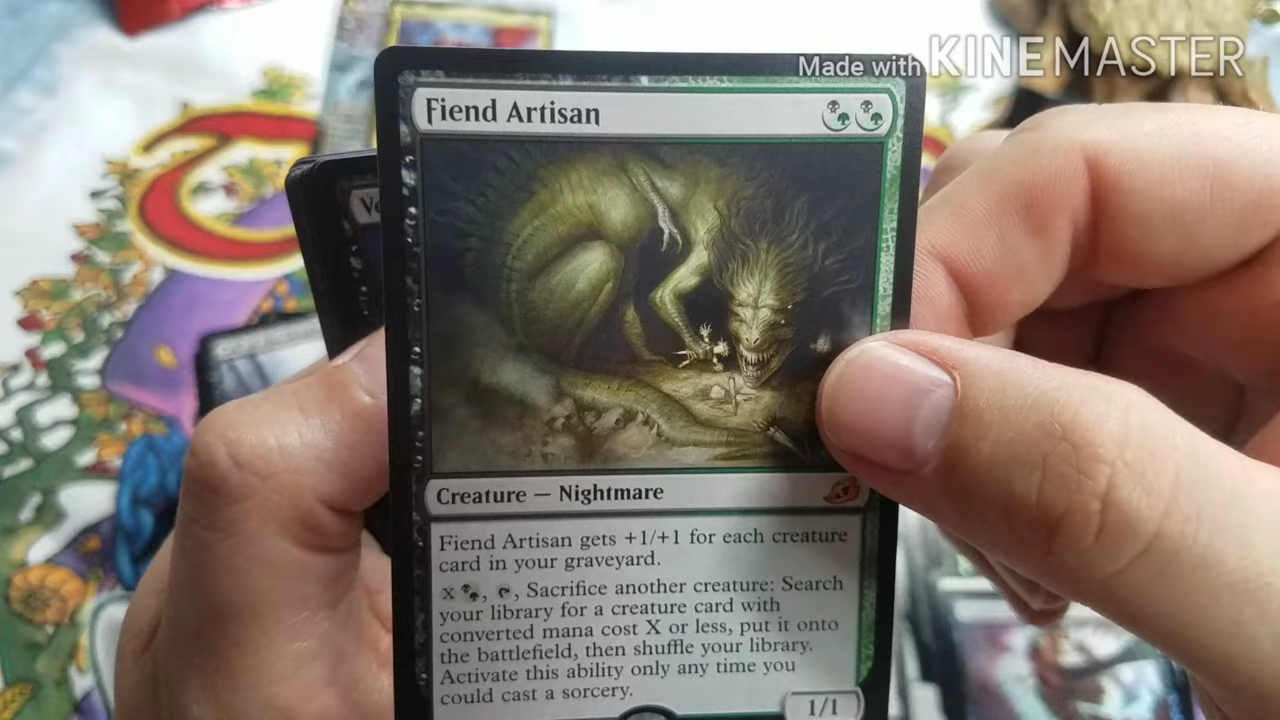 Made with KINEMASTER
Fiend Artisan
Creature — Nightmare
Fiend Artisan gets +1/+1 for each creature
card in your graveyard.
X , , Sacrifice another creature: Search
your library for a creature card with
converted mana cost X or less, put it onto
the battlefield, then shuffle your library.
Activate this ability only any time you
could cast a sorcery.
1/1